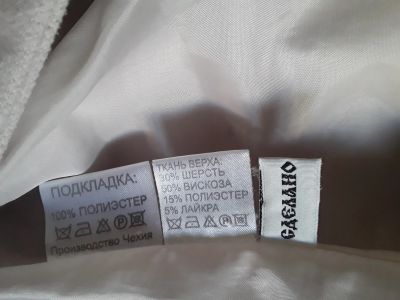 ПОДКЛАДКА:
100% ПОЛИЭСТЕР
Производство Чехия
ТКАНЬ ВЕРХА:
30% ШЕРСТЬ
50% ВИСКОЗА
15% ПОЛИЭСТЕР
5% ЛАЙКРА
СДЕЛАНО